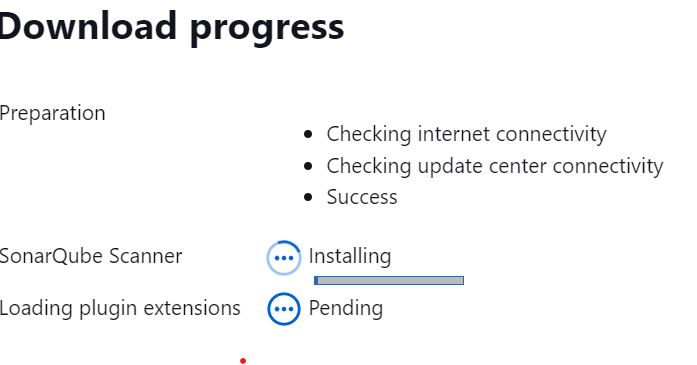 Download progress
Preparation
Checking internet connectivity
Checking update center connectivity
Success
SonarQube Scanner Installing
Loading plugin extensions Pending